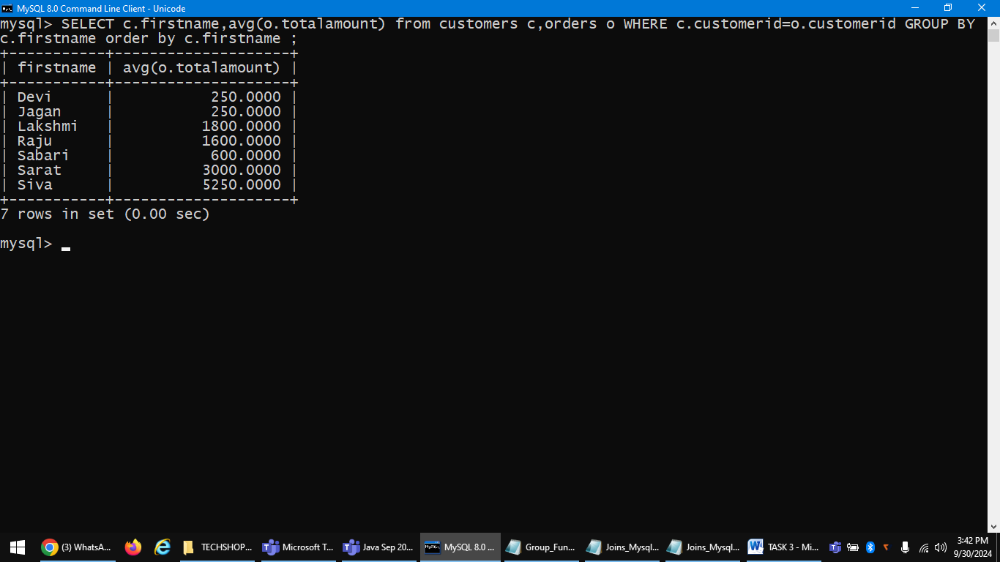 MySQL 8.0 Command Line Client - Unicode
mysql> SELECT c.firstname,avg(o.totalamount) from customers c,orders o WHERE c.customerid=o.customerid GROUP BY
c.firstname order by c.firstname ;
+-----------+--------------------+
| firstname | avg(o.totalamount) |
+-----------+--------------------+
| Devi      |           250.0000 |
| Jagan     |           250.0000 |
| Lakshmi   |          1800.0000 |
| Raju      |          1600.0000 |
| Sabari    |           600.0000 |
| Sarat     |          3000.0000 |
| Siva      |          5250.0000 |
+-----------+--------------------+
7 rows in set (0.00 sec)
mysql> _
(3) WhatsA... TECHSHOP... Microsoft T... Java Sep 20... MySQL 8.0 ... Group_Fun... Joins_Mysql... Joins_Mysql... TASK 3 - Mi... 3:42 PM
9/30/2024